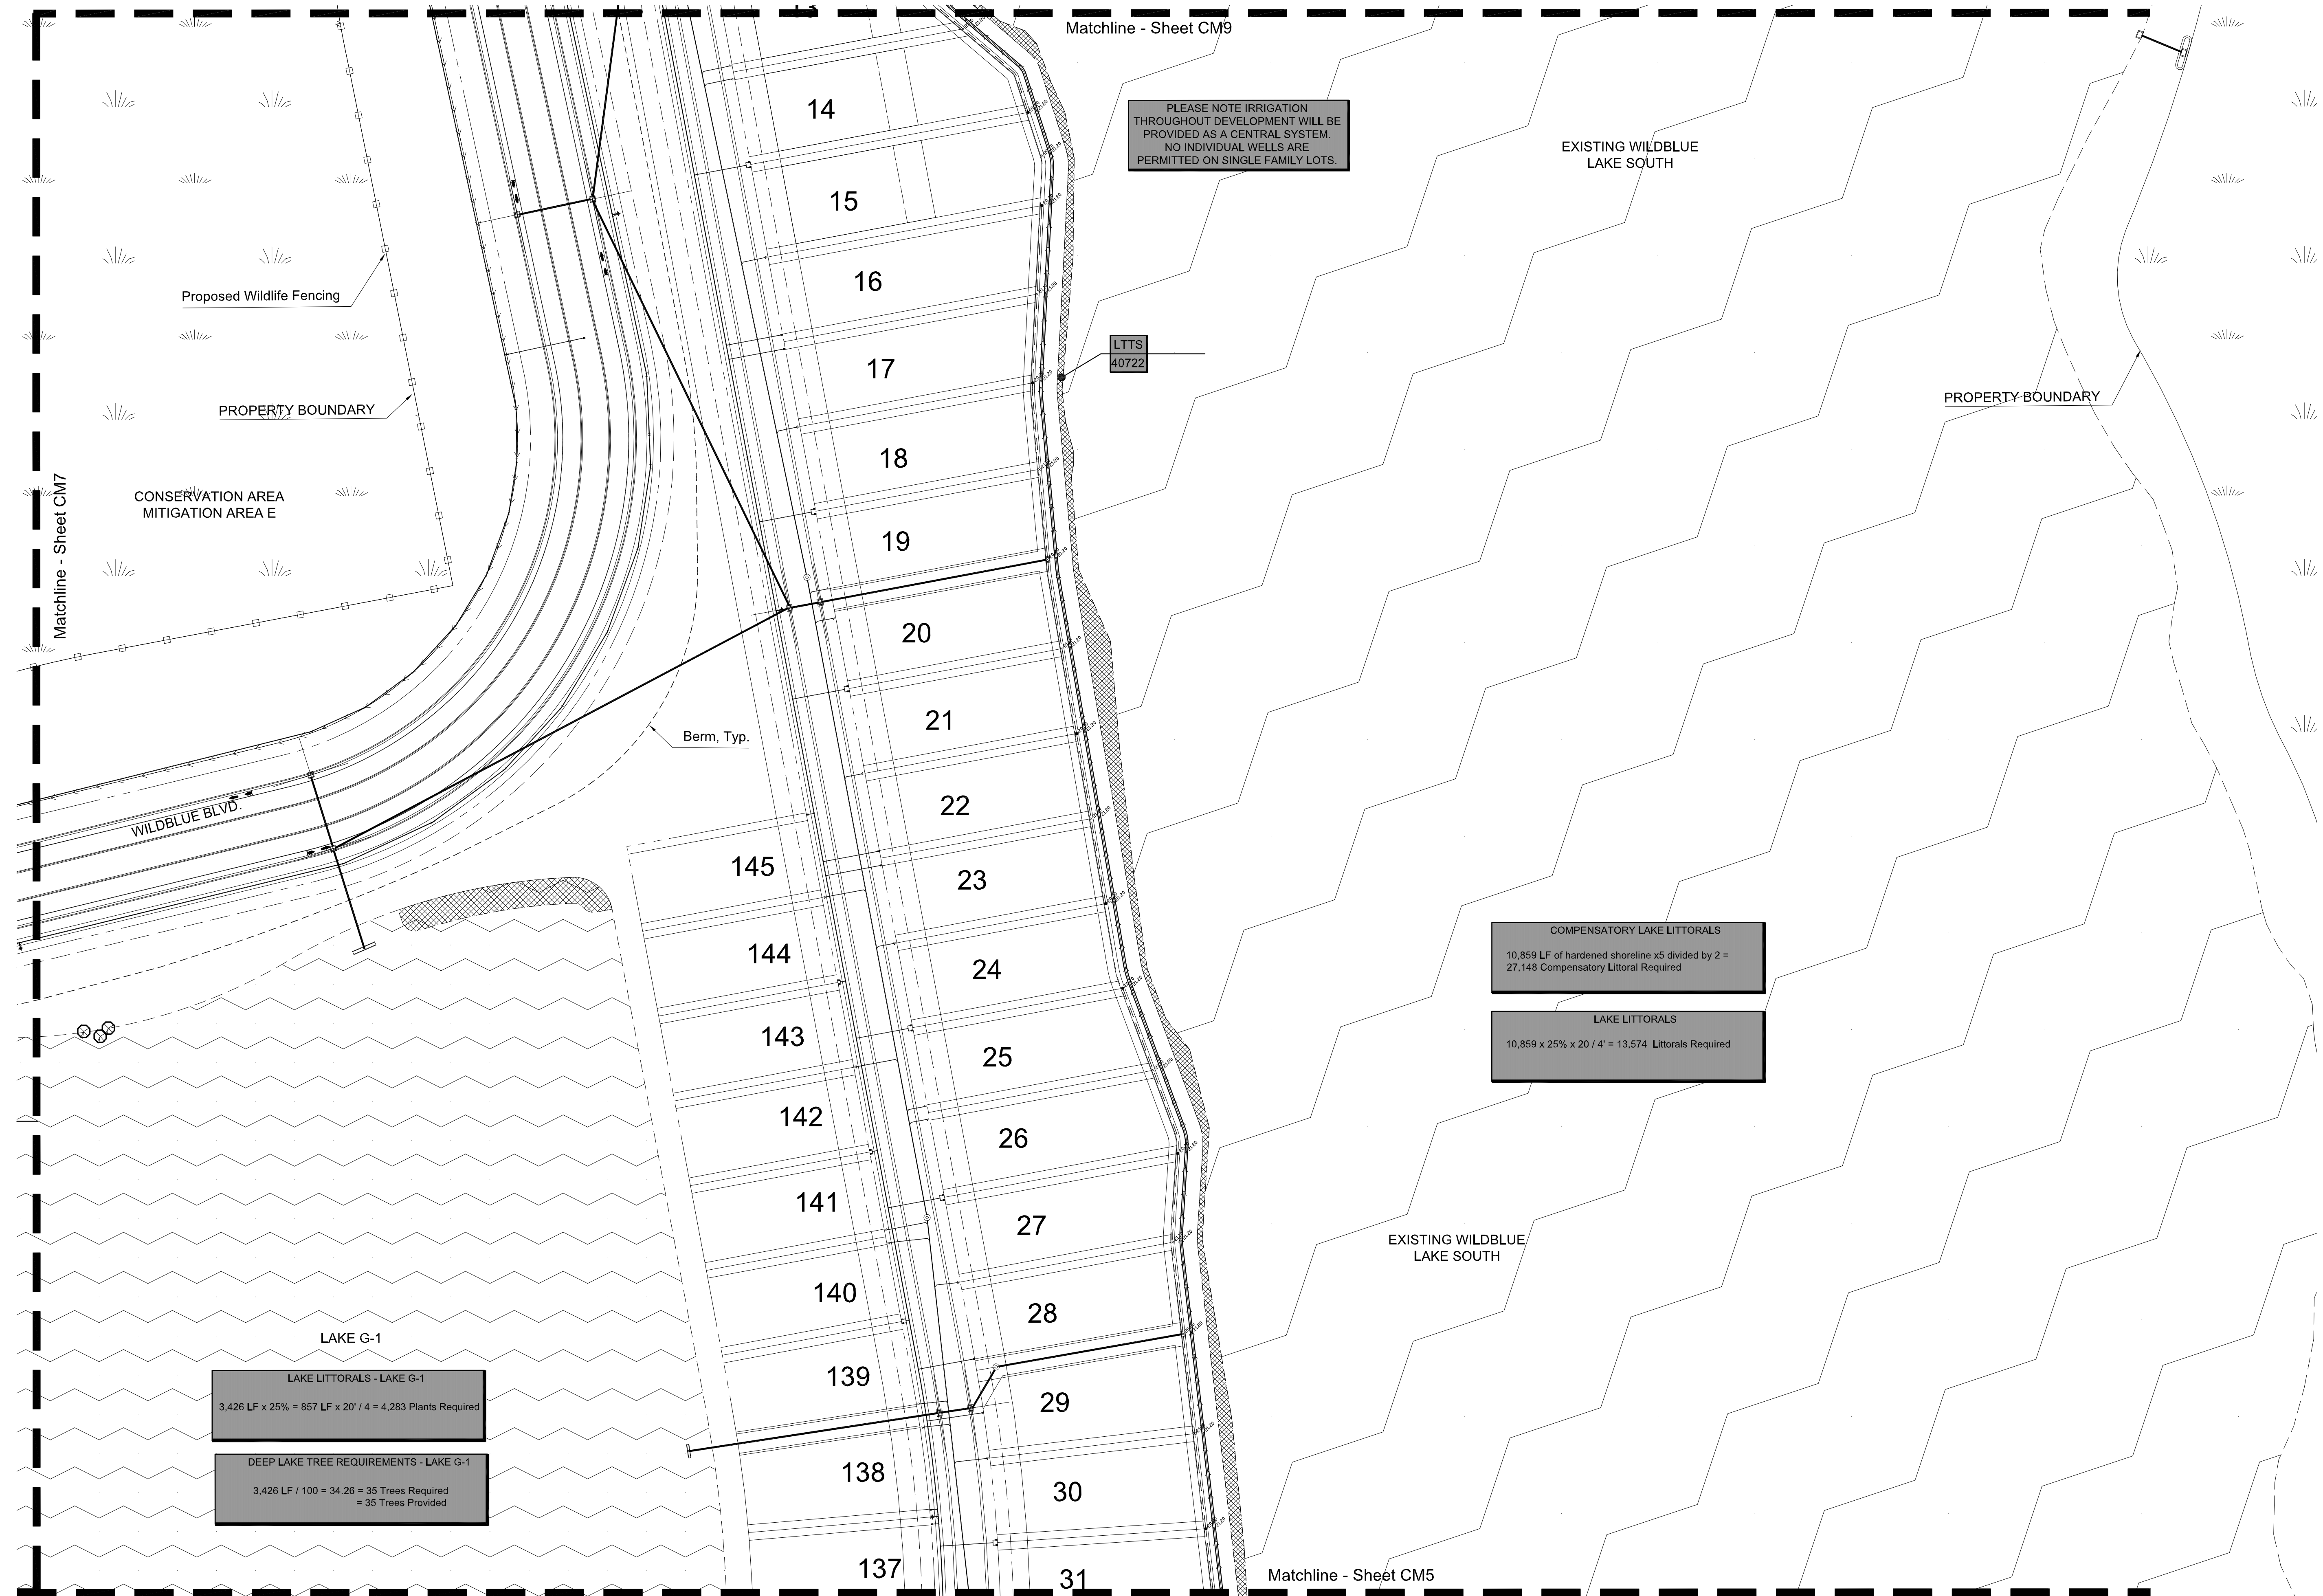 13
Matchline - Sheet CM9
14
PLEASE NOTE IRRIGATION
THROUGHOUT DEVELOPMENT WILL BE
PROVIDED AS A CENTRAL SYSTEM.
NO INDIVIDUAL WELLS ARE
PERMITTED ON SINGLE FAMILY LOTS.
EXISTING WILDBLUE
LAKE SOUTH
15
16
Proposed Wildlife Fencing
LTTS
40722
17
PROPERTY BOUNDARY
PROPERTY BOUNDARY
18
CONSERVATION AREA
MITIGATION AREA E
Matchline - Sheet CM7
19
20
21
Berm, Typ.
22
WILDBLUE BLVD.
145
23
COMPENSATORY LAKE LITTORALS
10,859 LF of hardened shoreline x5 divided by 2 =
27,148 Compensatory Littoral Required
144
24
LAKE LITTORALS
10,859 x 25% x 20 / 4' = 13,574 Littorals Required
143
25
142
26
141
27
EXISTING WILDBLUE
LAKE SOUTH
140
28
LAKE G-1
LAKE LITTORALS - LAKE G-1
3,426 LF x 25% = 857 LF x 20' / 4 = 4,283 Plants Required
139
29
DEEP LAKE TREE REQUIREMENTS - LAKE G-1
3,426 LF / 100 = 34.26 = 35 Trees Required
= 35 Trees Provided
138
30
137
31
Matchline - Sheet CM5